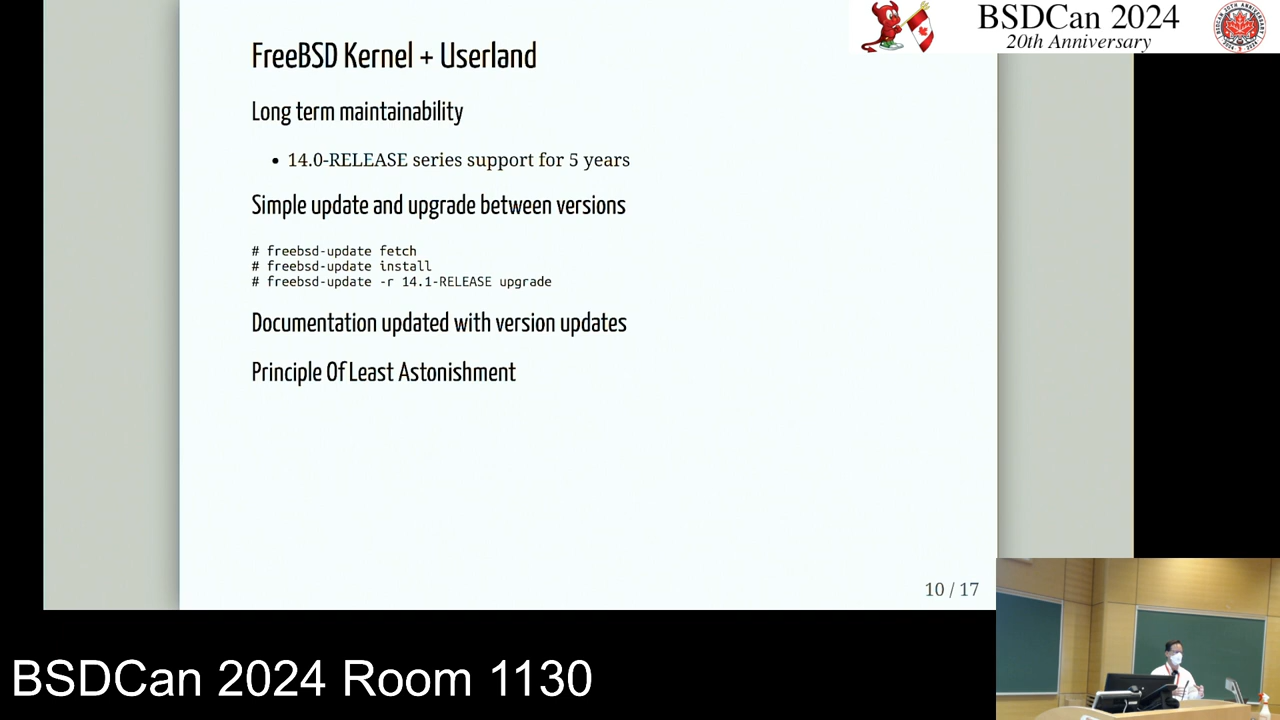 BSDCan 2024
20th Anniversary
FreeBSD Kernel + Userland
Long term maintainability
• 14.0-RELEASE series support for 5 years
Simple update and upgrade between versions
# freebsd-update fetch
# freebsd-update install
# freebsd-update -r 14.1-RELEASE upgrade
Documentation updated with version updates
Principle Of Least Astonishment
10 / 17
BSDCan 2024 Room 1130